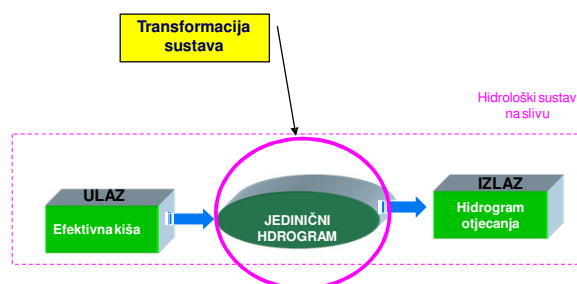 Transformacija
sustava
Hidrološki sustav
na slivu
ULAZ
Efektivna kiša
JEDINIČNI
HDROGRAM
IZLAZ
Hidrogram
otjecanja